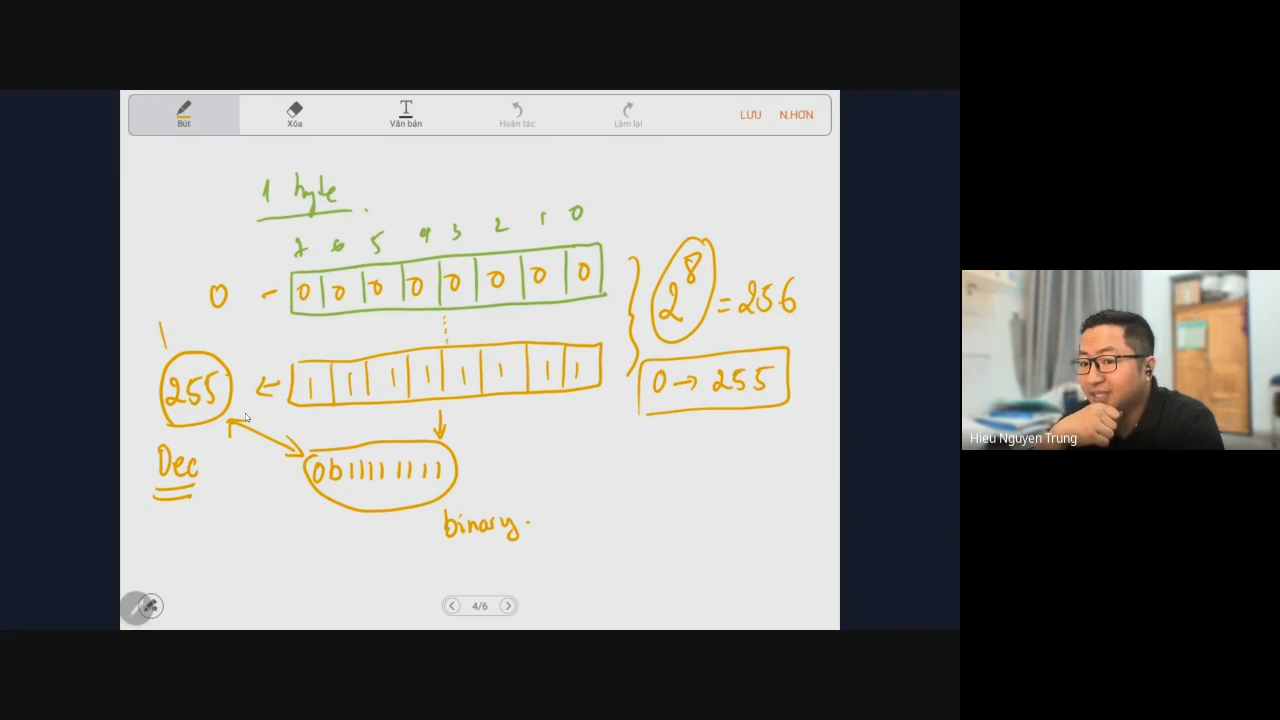 Bút Xóa Văn bản Hoàn tác Làm lại LƯU N.HƠN
1 byte.
7 6 5 4 3 2 1 0
0 - 0 0 0 0 0 0 0 0
2^8 = 256
255 ← 1 1 1 1 1 1 1 1
0 → 255
Dec
0b11111111
binary.
4/6
Hieu Nguyen Trung